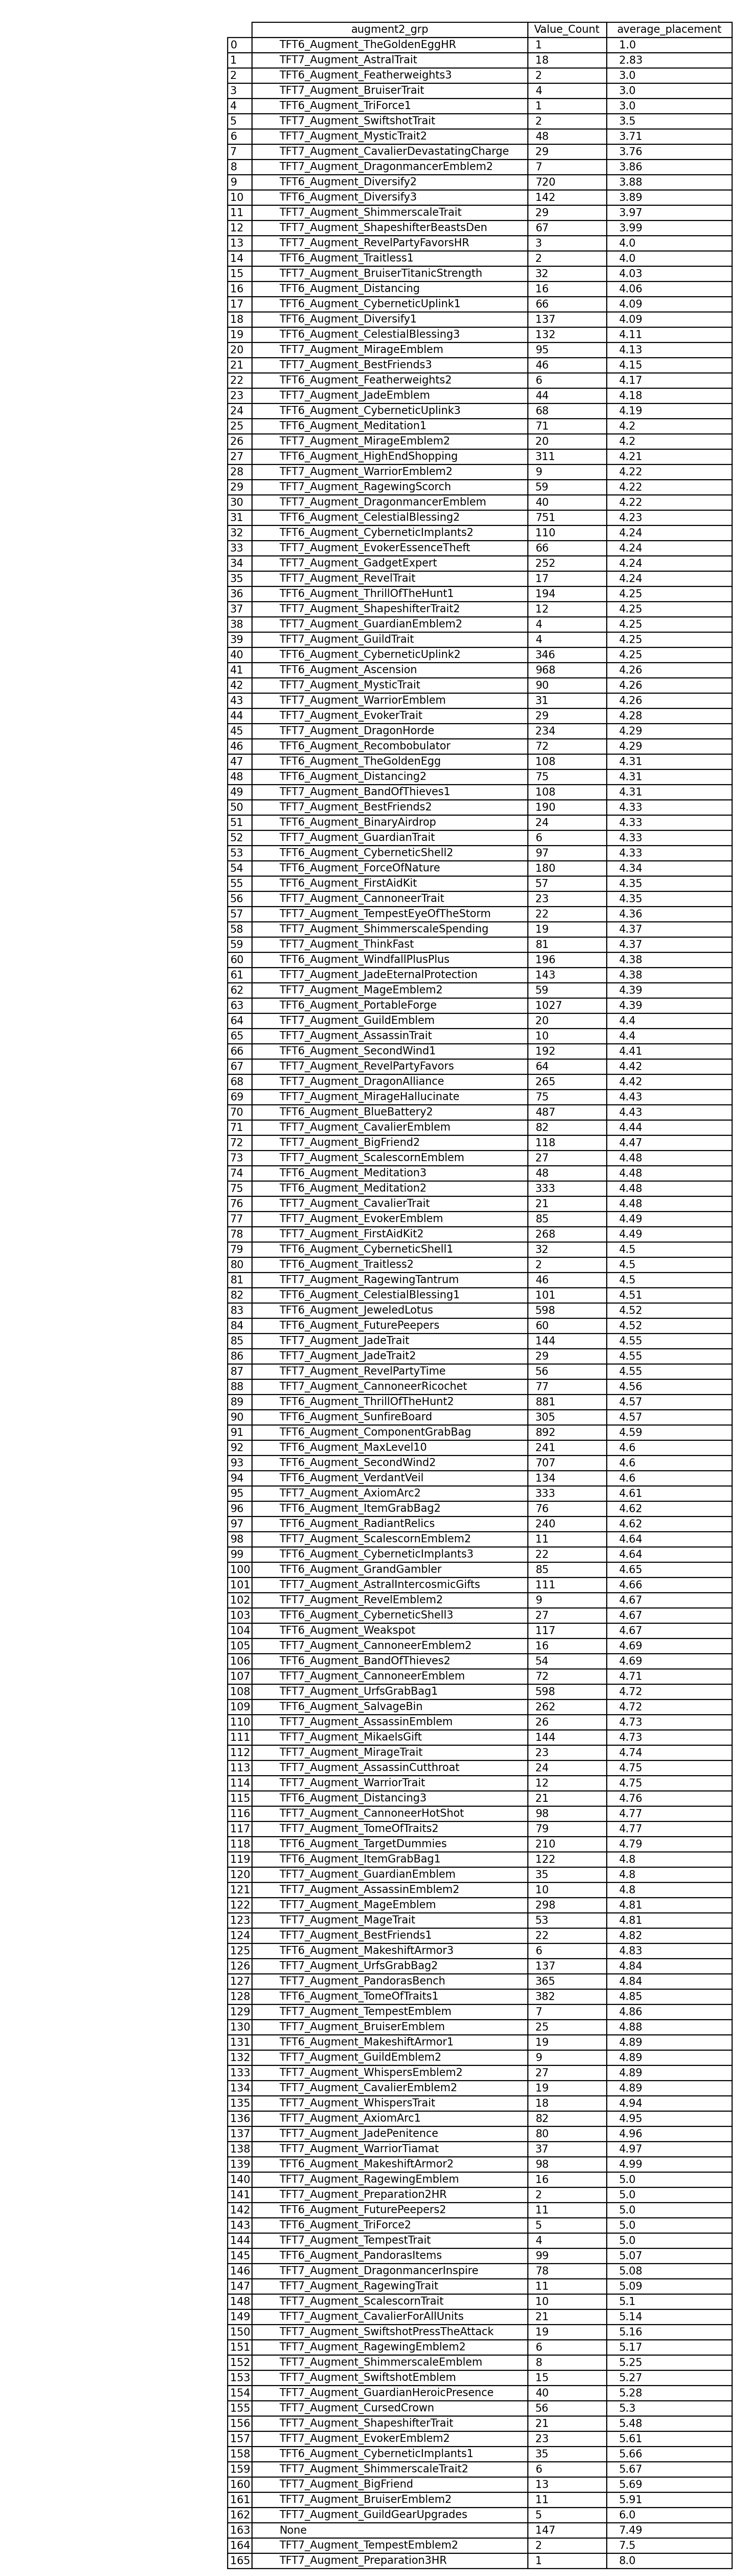 augment2_grp Value_Count average_placement
0 TFT6_Augment_TheGoldenEggHR 1 1.0
1 TFT7_Augment_AstralTrait 18 2.83
2 TFT6_Augment_Featherweights3 2 3.0
3 TFT7_Augment_BruiserTrait 4 3.0
4 TFT6_Augment_TriForce1 1 3.0
5 TFT7_Augment_SwiftshotTrait 2 3.5
6 TFT7_Augment_MysticTrait2 48 3.71
7 TFT7_Augment_CavalierDevastatingCharge 29 3.76
8 TFT7_Augment_DragonmancerEmblem2 7 3.86
9 TFT6_Augment_Diversify2 720 3.88
10 TFT6_Augment_Diversify3 142 3.89
11 TFT7_Augment_ShimmerscaleTrait 29 3.97
12 TFT7_Augment_ShapeshifterBeastsDen 67 3.99
13 TFT7_Augment_RevelPartyFavorsHR 3 4.0
14 TFT6_Augment_Traitless1 2 4.0
15 TFT7_Augment_BruiserTitanicStrength 32 4.03
16 TFT6_Augment_Distancing 16 4.06
17 TFT6_Augment_CyberneticUplink1 66 4.09
18 TFT6_Augment_Diversify1 137 4.09
19 TFT6_Augment_CelestialBlessing3 132 4.11
20 TFT7_Augment_MirageEmblem 95 4.13
21 TFT7_Augment_BestFriends3 46 4.15
22 TFT6_Augment_Featherweights2 6 4.17
23 TFT7_Augment_JadeEmblem 44 4.18
24 TFT6_Augment_CyberneticUplink3 68 4.19
25 TFT6_Augment_Meditation1 71 4.2
26 TFT7_Augment_MirageEmblem2 20 4.2
27 TFT6_Augment_HighEndShopping 311 4.21
28 TFT7_Augment_WarriorEmblem2 9 4.22
29 TFT7_Augment_RagewingScorch 59 4.22
30 TFT7_Augment_DragonmancerEmblem 40 4.22
31 TFT6_Augment_CelestialBlessing2 751 4.23
32 TFT6_Augment_CyberneticImplants2 110 4.24
33 TFT7_Augment_EvokerEssenceTheft 66 4.24
34 TFT7_Augment_GadgetExpert 252 4.24
35 TFT7_Augment_RevelTrait 17 4.24
36 TFT6_Augment_ThrillOfTheHunt1 194 4.25
37 TFT7_Augment_ShapeshifterTrait2 12 4.25
38 TFT7_Augment_GuardianEmblem2 4 4.25
39 TFT7_Augment_GuildTrait 4 4.25
40 TFT6_Augment_CyberneticUplink2 346 4.25
41 TFT6_Augment_Ascension 968 4.26
42 TFT7_Augment_MysticTrait 90 4.26
43 TFT7_Augment_WarriorEmblem 31 4.26
44 TFT7_Augment_EvokerTrait 29 4.28
45 TFT7_Augment_DragonHorde 234 4.29
46 TFT6_Augment_Recombobulator 72 4.29
47 TFT6_Augment_TheGoldenEgg 108 4.31
48 TFT6_Augment_Distancing2 75 4.31
49 TFT7_Augment_BandOfThieves1 108 4.31
50 TFT7_Augment_BestFriends2 190 4.33
51 TFT6_Augment_BinaryAirdrop 24 4.33
52 TFT7_Augment_GuardianTrait 6 4.33
53 TFT6_Augment_CyberneticShell2 97 4.33
54 TFT6_Augment_ForceOfNature 180 4.34
55 TFT6_Augment_FirstAidKit 57 4.35
56 TFT7_Augment_CannoneerTrait 23 4.35
57 TFT7_Augment_TempestEyeOfTheStorm 22 4.36
58 TFT7_Augment_ShimmerscaleSpending 19 4.37
59 TFT7_Augment_ThinkFast 81 4.37
60 TFT6_Augment_WindfallPlusPlus 196 4.38
61 TFT7_Augment_JadeEternalProtection 143 4.38
62 TFT7_Augment_MageEmblem2 59 4.39
63 TFT6_Augment_PortableForge 1027 4.39
64 TFT7_Augment_GuildEmblem 20 4.4
65 TFT7_Augment_AssassinTrait 10 4.4
66 TFT6_Augment_SecondWind1 192 4.41
67 TFT7_Augment_RevelPartyFavors 64 4.42
68 TFT7_Augment_DragonAlliance 265 4.42
69 TFT7_Augment_MirageHallucinate 75 4.43
70 TFT6_Augment_BlueBattery2 487 4.43
71 TFT7_Augment_CavalierEmblem 82 4.44
72 TFT7_Augment_BigFriend2 118 4.47
73 TFT7_Augment_ScalescornEmblem 27 4.48
74 TFT6_Augment_Meditation3 48 4.48
75 TFT6_Augment_Meditation2 333 4.48
76 TFT7_Augment_CavalierTrait 21 4.48
77 TFT7_Augment_EvokerEmblem 85 4.49
78 TFT7_Augment_FirstAidKit2 268 4.49
79 TFT6_Augment_CyberneticShell1 32 4.5
80 TFT6_Augment_Traitless2 2 4.5
81 TFT7_Augment_RagewingTantrum 46 4.5
82 TFT6_Augment_CelestialBlessing1 101 4.51
83 TFT6_Augment_JeweledLotus 598 4.52
84 TFT6_Augment_FuturePeepers 60 4.52
85 TFT7_Augment_JadeTrait 144 4.55
86 TFT7_Augment_JadeTrait2 29 4.55
87 TFT7_Augment_RevelPartyTime 56 4.55
88 TFT7_Augment_CannoneerRicochet 77 4.56
89 TFT6_Augment_ThrillOfTheHunt2 881 4.57
90 TFT6_Augment_SunfireBoard 305 4.57
91 TFT6_Augment_ComponentGrabBag 892 4.59
92 TFT6_Augment_MaxLevel10 241 4.6
93 TFT6_Augment_SecondWind2 707 4.6
94 TFT6_Augment_VerdantVeil 134 4.6
95 TFT7_Augment_AxiomArc2 333 4.61
96 TFT6_Augment_ItemGrabBag2 76 4.62
97 TFT6_Augment_RadiantRelics 240 4.62
98 TFT7_Augment_ScalescornEmblem2 11 4.64
99 TFT6_Augment_CyberneticImplants3 22 4.64
100 TFT6_Augment_GrandGambler 85 4.65
101 TFT7_Augment_AstralIntercosmicGifts 111 4.66
102 TFT7_Augment_RevelEmblem2 9 4.67
103 TFT6_Augment_CyberneticShell3 27 4.67
104 TFT6_Augment_Weakspot 117 4.67
105 TFT7_Augment_CannoneerEmblem2 16 4.69
106 TFT6_Augment_BandOfThieves2 54 4.69
107 TFT7_Augment_CannoneerEmblem 72 4.71
108 TFT7_Augment_UrfsGrabBag1 598 4.72
109 TFT6_Augment_SalvageBin 262 4.72
110 TFT7_Augment_AssassinEmblem 26 4.73
111 TFT7_Augment_MikaelsGift 144 4.73
112 TFT7_Augment_MirageTrait 23 4.74
113 TFT7_Augment_AssassinCutthroat 24 4.75
114 TFT7_Augment_WarriorTrait 12 4.75
115 TFT6_Augment_Distancing3 21 4.76
116 TFT7_Augment_CannoneerHotShot 98 4.77
117 TFT7_Augment_TomeOfTraits2 79 4.77
118 TFT6_Augment_TargetDummies 210 4.79
119 TFT6_Augment_ItemGrabBag1 122 4.8
120 TFT7_Augment_GuardianEmblem 35 4.8
121 TFT7_Augment_AssassinEmblem2 10 4.8
122 TFT7_Augment_MageEmblem 298 4.81
123 TFT7_Augment_MageTrait 53 4.81
124 TFT7_Augment_BestFriends1 22 4.82
125 TFT6_Augment_MakeshiftArmor3 6 4.83
126 TFT7_Augment_UrfsGrabBag2 137 4.84
127 TFT7_Augment_PandorasBench 365 4.84
128 TFT6_Augment_TomeOfTraits1 382 4.85
129 TFT7_Augment_TempestEmblem 7 4.86
130 TFT7_Augment_BruiserEmblem 25 4.88
131 TFT6_Augment_MakeshiftArmor1 19 4.89
132 TFT7_Augment_GuildEmblem2 9 4.89
133 TFT7_Augment_WhispersEmblem2 27 4.89
134 TFT7_Augment_CavalierEmblem2 19 4.89
135 TFT7_Augment_WhispersTrait 18 4.94
136 TFT7_Augment_AxiomArc1 82 4.95
137 TFT7_Augment_JadePenitence 80 4.96
138 TFT7_Augment_WarriorTiamat 37 4.97
139 TFT6_Augment_MakeshiftArmor2 98 4.99
140 TFT7_Augment_RagewingEmblem 16 5.0
141 TFT7_Augment_Preparation2HR 2 5.0
142 TFT6_Augment_FuturePeepers2 11 5.0
143 TFT6_Augment_TriForce2 5 5.0
144 TFT7_Augment_TempestTrait 4 5.0
145 TFT6_Augment_PandorasItems 99 5.07
146 TFT7_Augment_DragonmancerInspire 78 5.08
147 TFT7_Augment_RagewingTrait 11 5.09
148 TFT7_Augment_ScalescornTrait 10 5.1
149 TFT7_Augment_CavalierForAllUnits 21 5.14
150 TFT7_Augment_SwiftshotPressTheAttack 19 5.16
151 TFT7_Augment_RagewingEmblem2 6 5.17
152 TFT7_Augment_ShimmerscaleEmblem 8 5.25
153 TFT7_Augment_SwiftshotEmblem 15 5.27
154 TFT7_Augment_GuardianHeroicPresence 40 5.28
155 TFT7_Augment_CursedCrown 56 5.3
156 TFT7_Augment_ShapeshifterTrait 21 5.48
157 TFT7_Augment_EvokerEmblem2 23 5.61
158 TFT6_Augment_CyberneticImplants1 35 5.66
159 TFT7_Augment_ShimmerscaleTrait2 6 5.67
160 TFT7_Augment_BigFriend 13 5.69
161 TFT7_Augment_BruiserEmblem2 11 5.91
162 TFT7_Augment_GuildGearUpgrades 5 6.0
163 None 147 7.49
164 TFT7_Augment_TempestEmblem2 2 7.5
165 TFT7_Augment_Preparation3HR 1 8.0